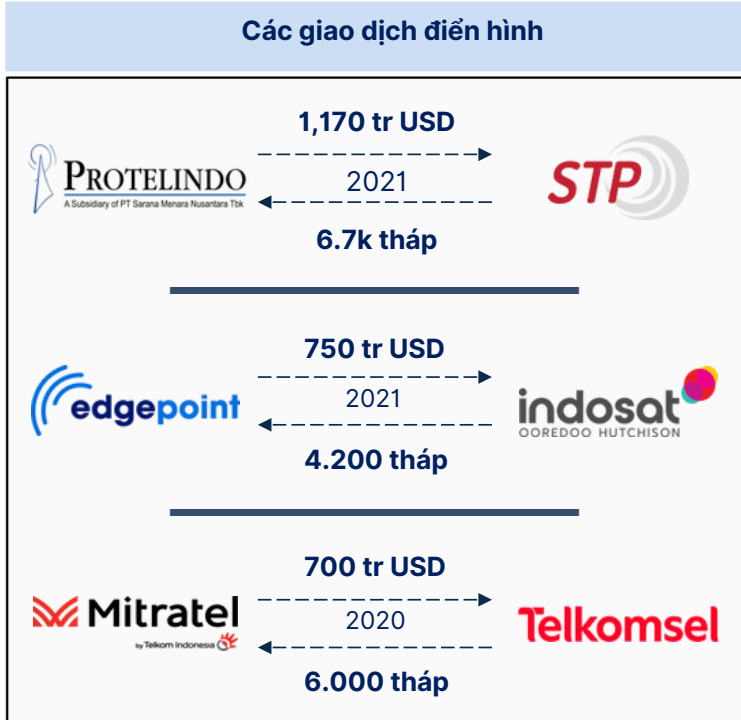 Các giao dịch điển hình
1,170 tr USD
PROTELINDO
A Subsidiary of PT Sarana Menara Nusantara Tbk
2021
STP
6.7k tháp
750 tr USD
edgepoint
2021
indosat
OOREDOO HUTCHISON
4.200 tháp
700 tr USD
Mitratel
by Telkom Indonesia
2020
Telkomsel
6.000 tháp